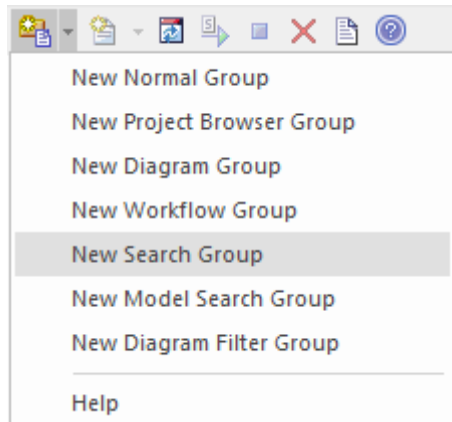 S
?
New Normal Group
New Project Browser Group
New Diagram Group
New Workflow Group
New Search Group
New Model Search Group
New Diagram Filter Group
Help